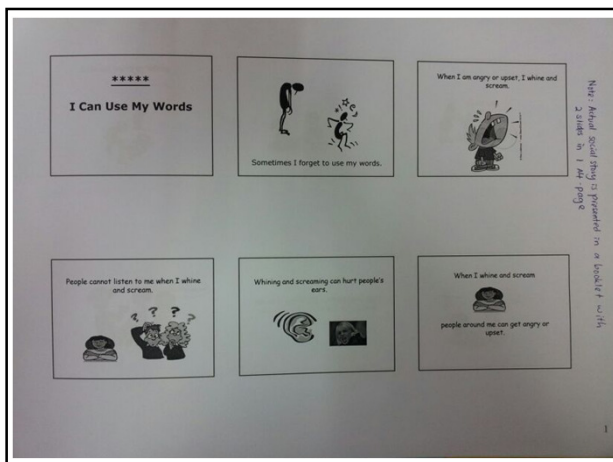 *****
I Can Use My Words
Sometimes I forget to use my words.
When I am angry or upset, I whine and
scream.
People cannot listen to me when I whine
and scream.
Whining and screaming can hurt people's
ears.
When I whine and scream
people around me can get angry or
upset.
Note: Actual social story is presented in a booklet with
2 slides in 1 A4 page
1